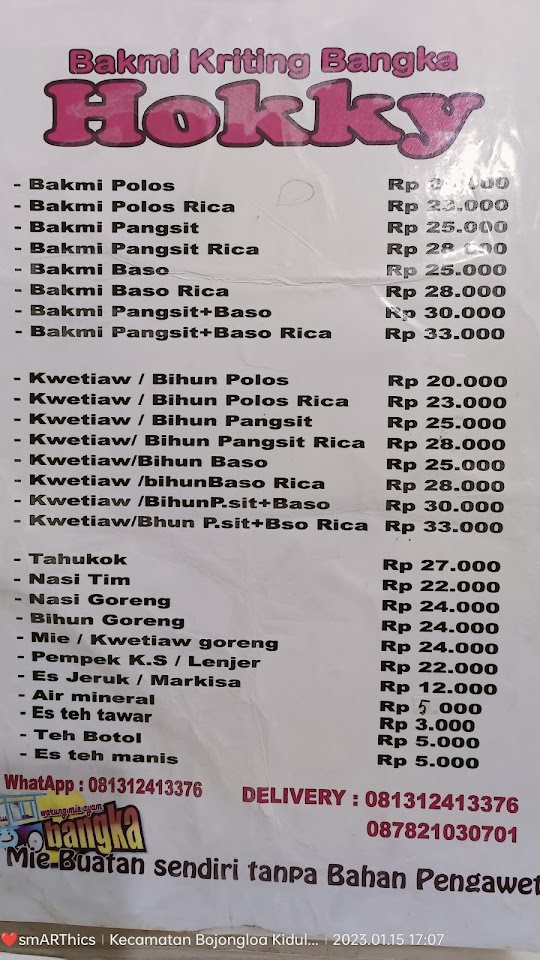 Bakmi Kriting Bangka
Hokky
- Bakmi Polos Rp
- Bakmi Polos Rica Rp 23.000
- Bakmi Pangsit Rp 25.000
- Bakmi Pangsit Rica Rp 28.000
- Bakmi Baso Rp 25.000
- Bakmi Baso Rica Rp 28.000
- Bakmi Pangsit+Baso Rp 30.000
- Bakmi Pangsit+Baso Rica Rp 33.000
- Kwetiaw / Bihun Polos Rp 20.000
- Kwetiaw / Bihun Polos Rica Rp 23.000
- Kwetiaw / Bihun Pangsit Rp 25.000
- Kwetiaw/ Bihun Pangsit Rica Rp 28.000
- Kwetiaw/Bihun Baso Rp 25.000
- Kwetiaw /bihunBaso Rica Rp 28.000
- Kwetiaw /BihunP.sit+Baso Rp 30.000
- Kwetiaw/Bhun P.sit+Bso Rica Rp 33.000
- Tahukok Rp 27.000
- Nasi Tim Rp 22.000
- Nasi Goreng Rp 24.000
- Bihun Goreng Rp 24.000
- Mie / Kwetiaw goreng Rp 24.000
- Pempek K.S / Lenjer Rp 22.000
- Es Jeruk / Markisa Rp 12.000
- Air mineral Rp 5 000
- Es teh tawar Rp 3.000
- Teh Botol Rp 5.000
- Es teh manis Rp 5.000
WhatApp : 081312413376
DELIVERY : 081312413376
087821030701
warung mie ayam
bangka
Mie Buatan sendiri tanpa Bahan Pengawet
❤️smARThics | Kecamatan Bojongloa Kidul... | 2023.01.15 17:07